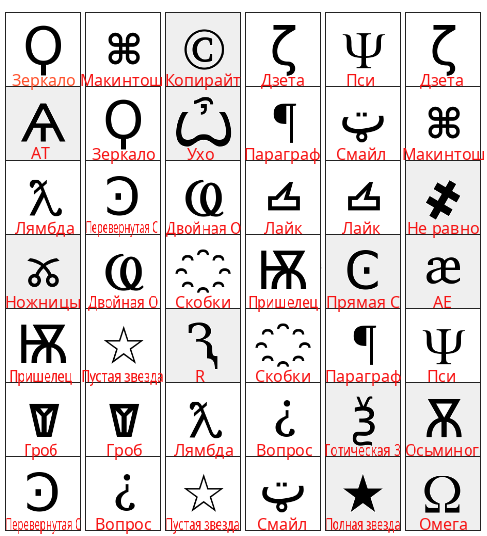 Зеркало Макинтош Копирайт Дзета Пси Дзета
АТ Зеркало Ухо Параграф Смайл Макинтош
Лямбда Перевернутая С Двойная О Лайк Лайк Не равно
Ножницы Двойная О Скобки Пришелец Прямая С АЕ
Пришелец Пустая звезда R Скобки Параграф Пси
Гроб Гроб Лямбда Вопрос Готическая З Осьминог
Перевернутая С Вопрос Пустая звезда Смайл Полная звезда Омега